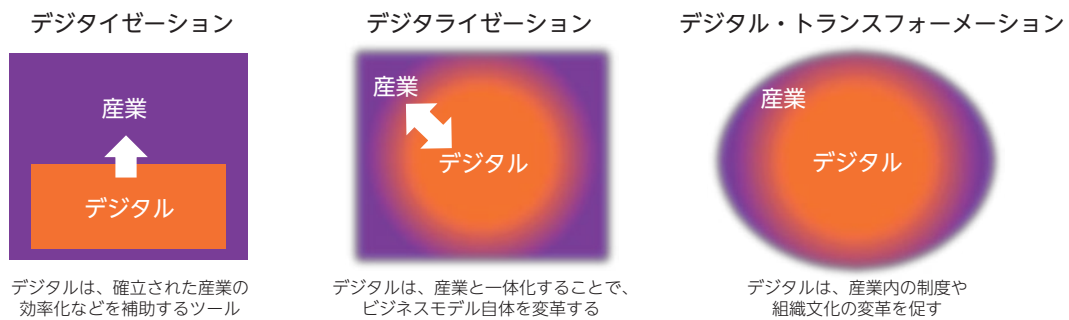 デジタイゼーション
産業
デジタル
デジタルは、確立された産業の
効率化などを補助するツール
デジタライゼーション
産業
デジタル
デジタルは、産業と一体化することで、
ビジネスモデル自体を変革する
デジタル・トランスフォーメーション
産業
デジタル
デジタルは、産業内の制度や
組織文化の変革を促す